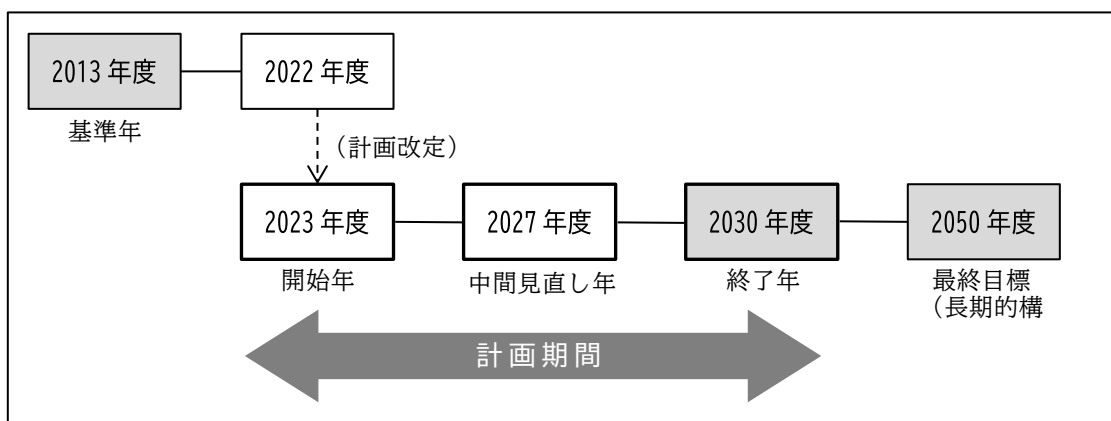 2013 年度
2022 年度
基準年
（計画改定）
2023 年度
2027 年度
2030 年度
2050 年度
開始年
中間見直し年
終了年
最終目標
（長期的構
計画期間